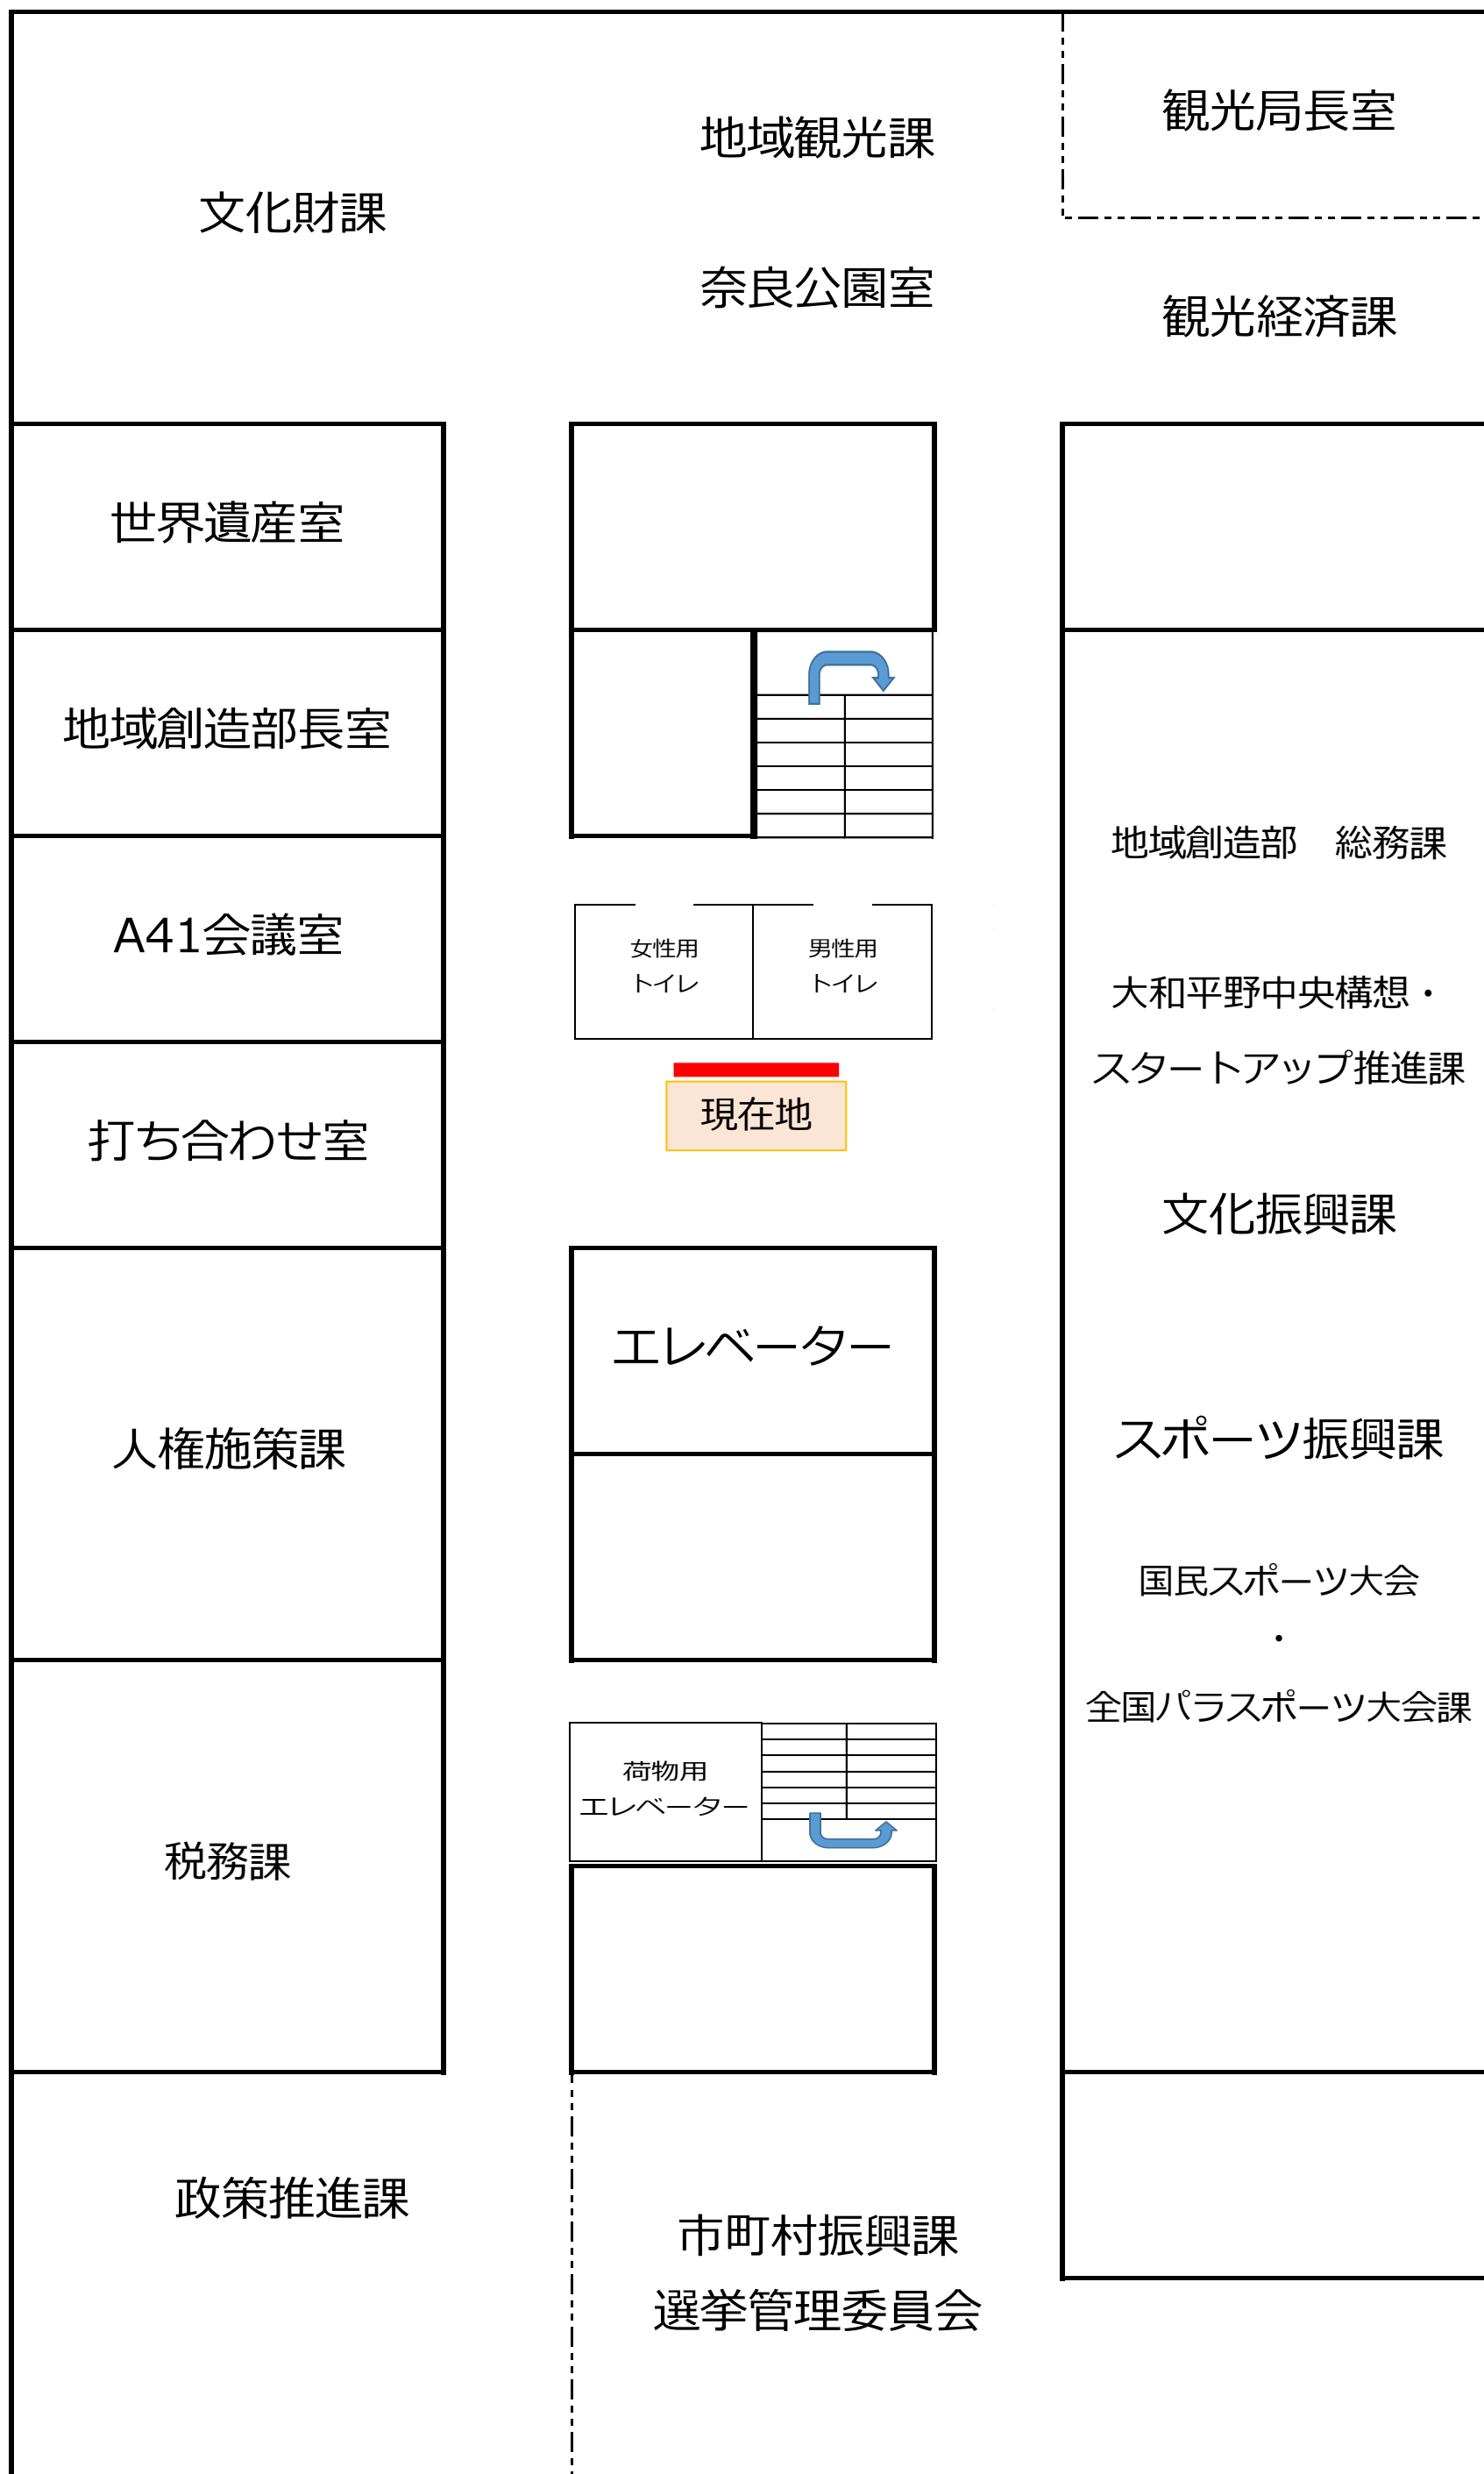 観光局長室
地域観光課
文化財課
奈良公園室
観光経済課
世界遺産室
地域創造部長室
地域創造部　総務課
A41会議室
女性用
トイレ
男性用
トイレ
大和平野中央構想・
スタートアップ推進課
現在地
打ち合わせ室
文化振興課
エレベーター
人権施策課
スポーツ振興課
国民スポーツ大会
・
全国パラスポーツ大会課
荷物用
エレベーター
税務課
政策推進課
市町村振興課
選挙管理委員会